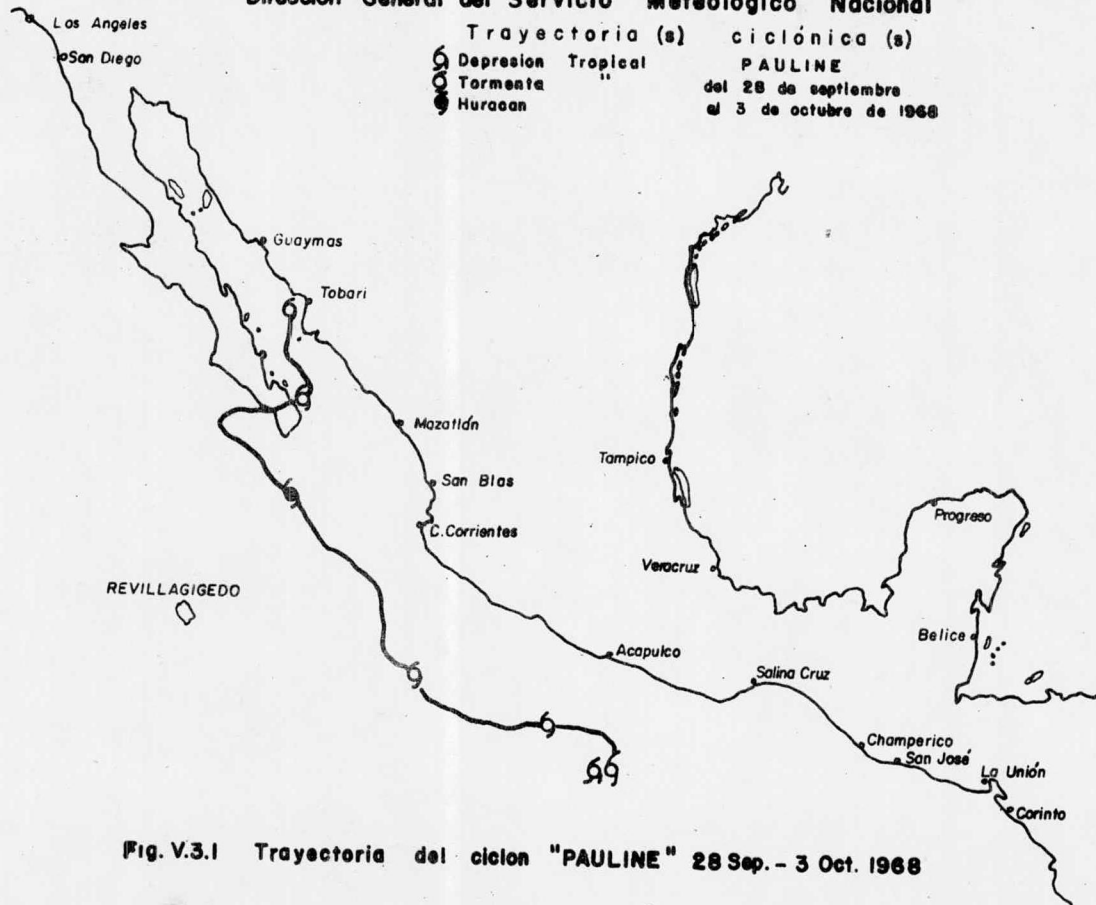 Dirección General del Servicio Meteológico Nacional
Trayectoria (s) ciclónica (s)
Depresion Tropical
Tormenta "
Huracan
PAULINE
del 28 de septiembre
al 3 de octubre de 1968
Los Angeles
San Diego
Guaymas
Tobari
Mazatlán
San Blas
C. Corrientes
REVILLAGIGEDO
Tampico
Veracruz
Progreso
Belice
Acapulco
Salina Cruz
Champerico
San José
La Unión
Corinto
Fig. V.3.1 Trayectoria del ciclon "PAULINE" 28 Sep. - 3 Oct. 1968